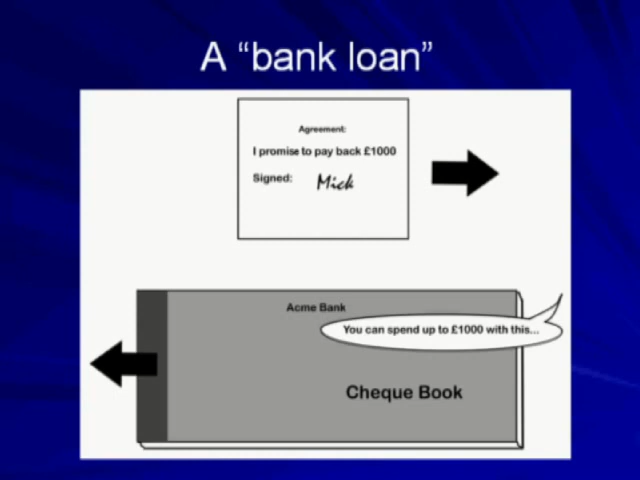 A “bank loan”
Agreement:
I promise to pay back £1000
Signed: Mick
Acme Bank
You can spend up to £1000 with this...
Cheque Book